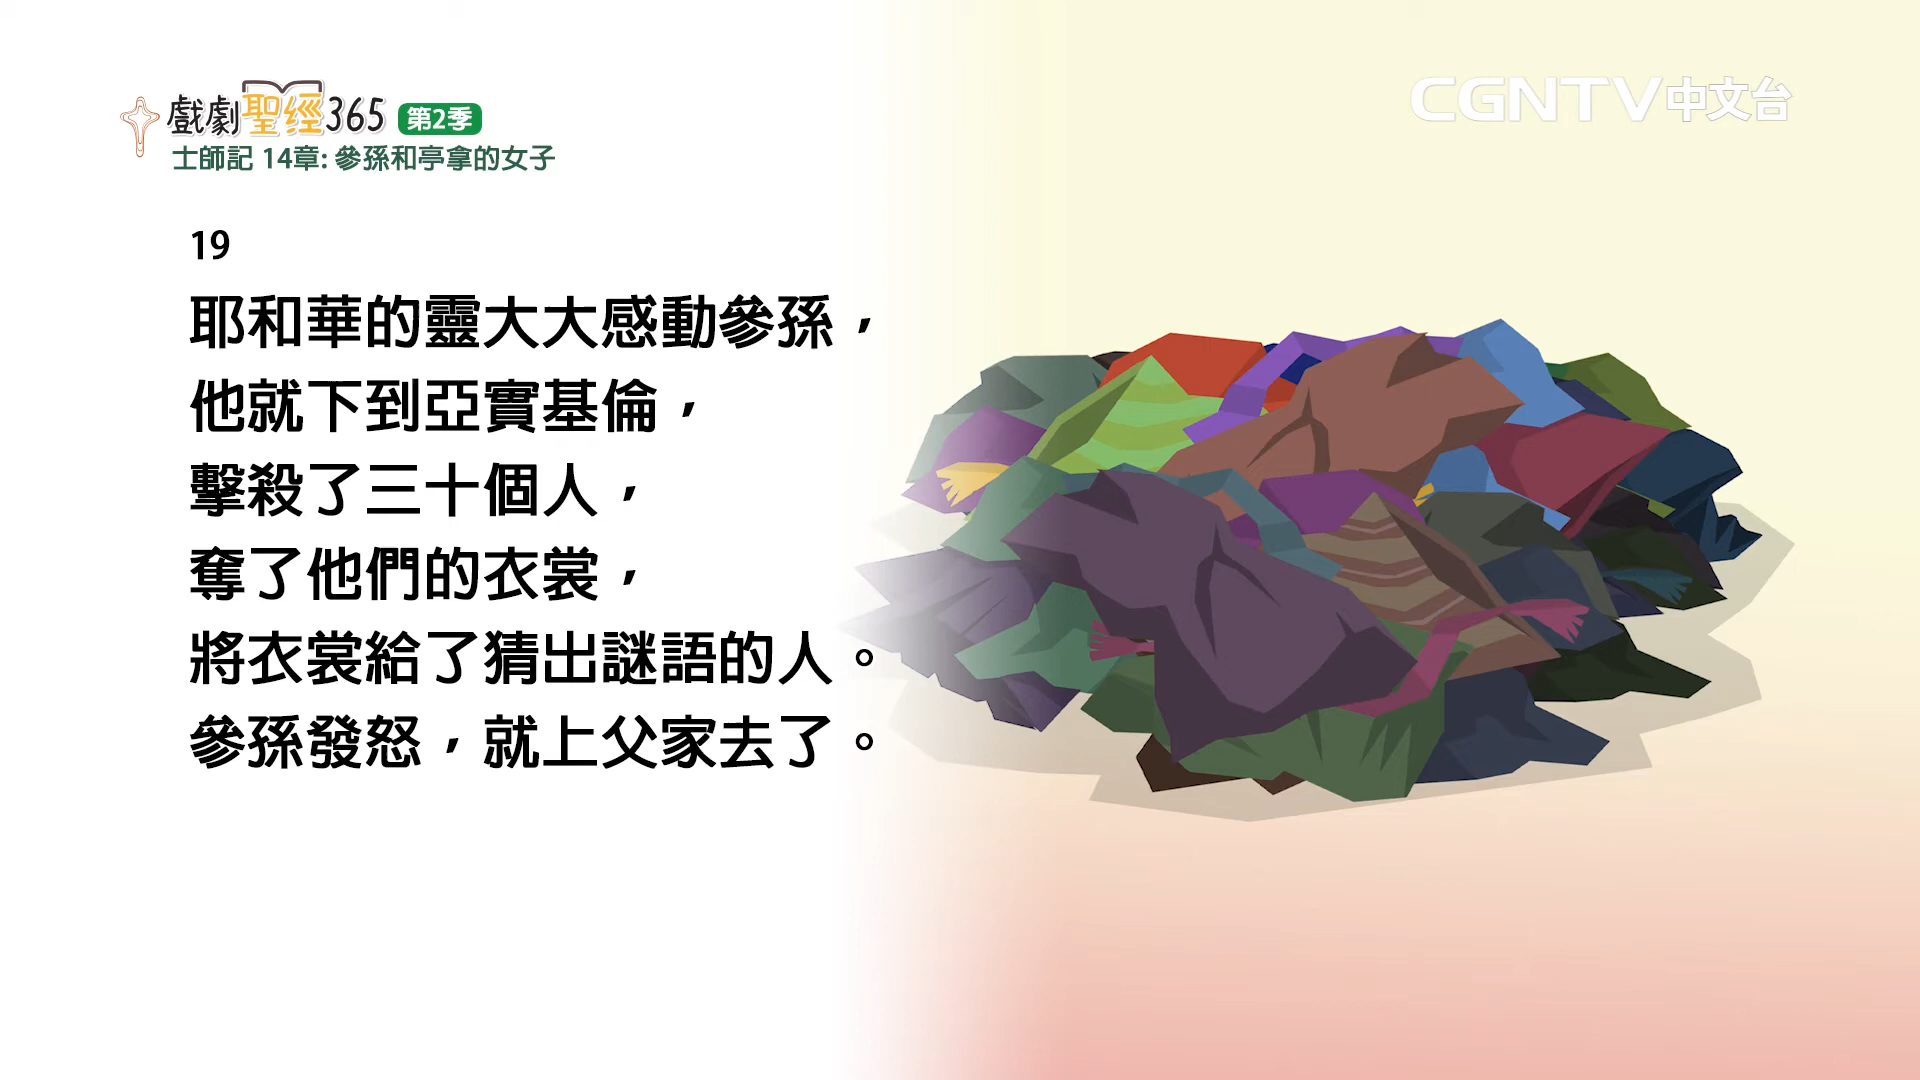 戲劇聖經365 第2季
CGNTV中文台
士師記 14章: 參孫和亭拿的女子
19
耶和華的靈大大感動參孫，
他就下到亞實基倫，
擊殺了三十個人，
奪了他們的衣裳，
將衣裳給了猜出謎語的人。
參孫發怒，就上父家去了。